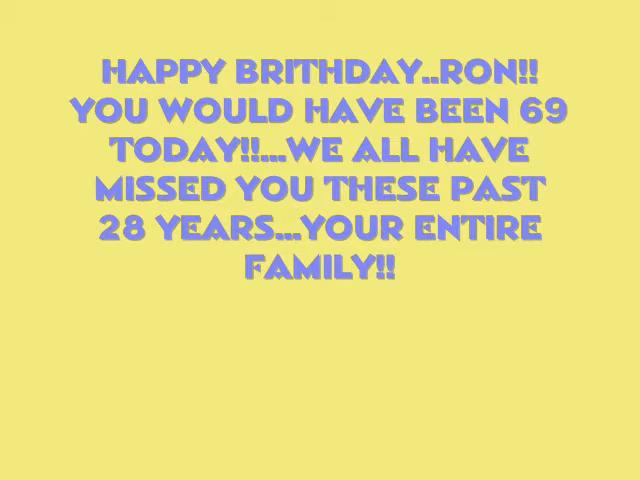 HAPPY BRITHDAY..RON!!
YOU WOULD HAVE BEEN 69
TODAY!!...WE ALL HAVE
MISSED YOU THESE PAST
28 YEARS...YOUR ENTIRE
FAMILY!!